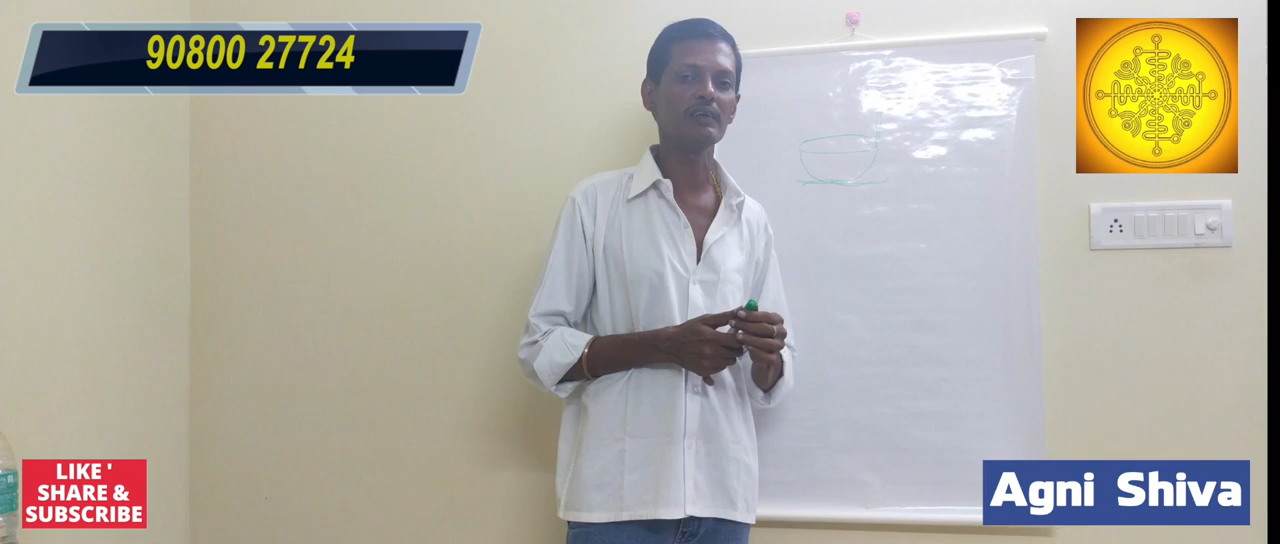 90800 27724
LIKE '
SHARE &
SUBSCRIBE
Agni Shiva